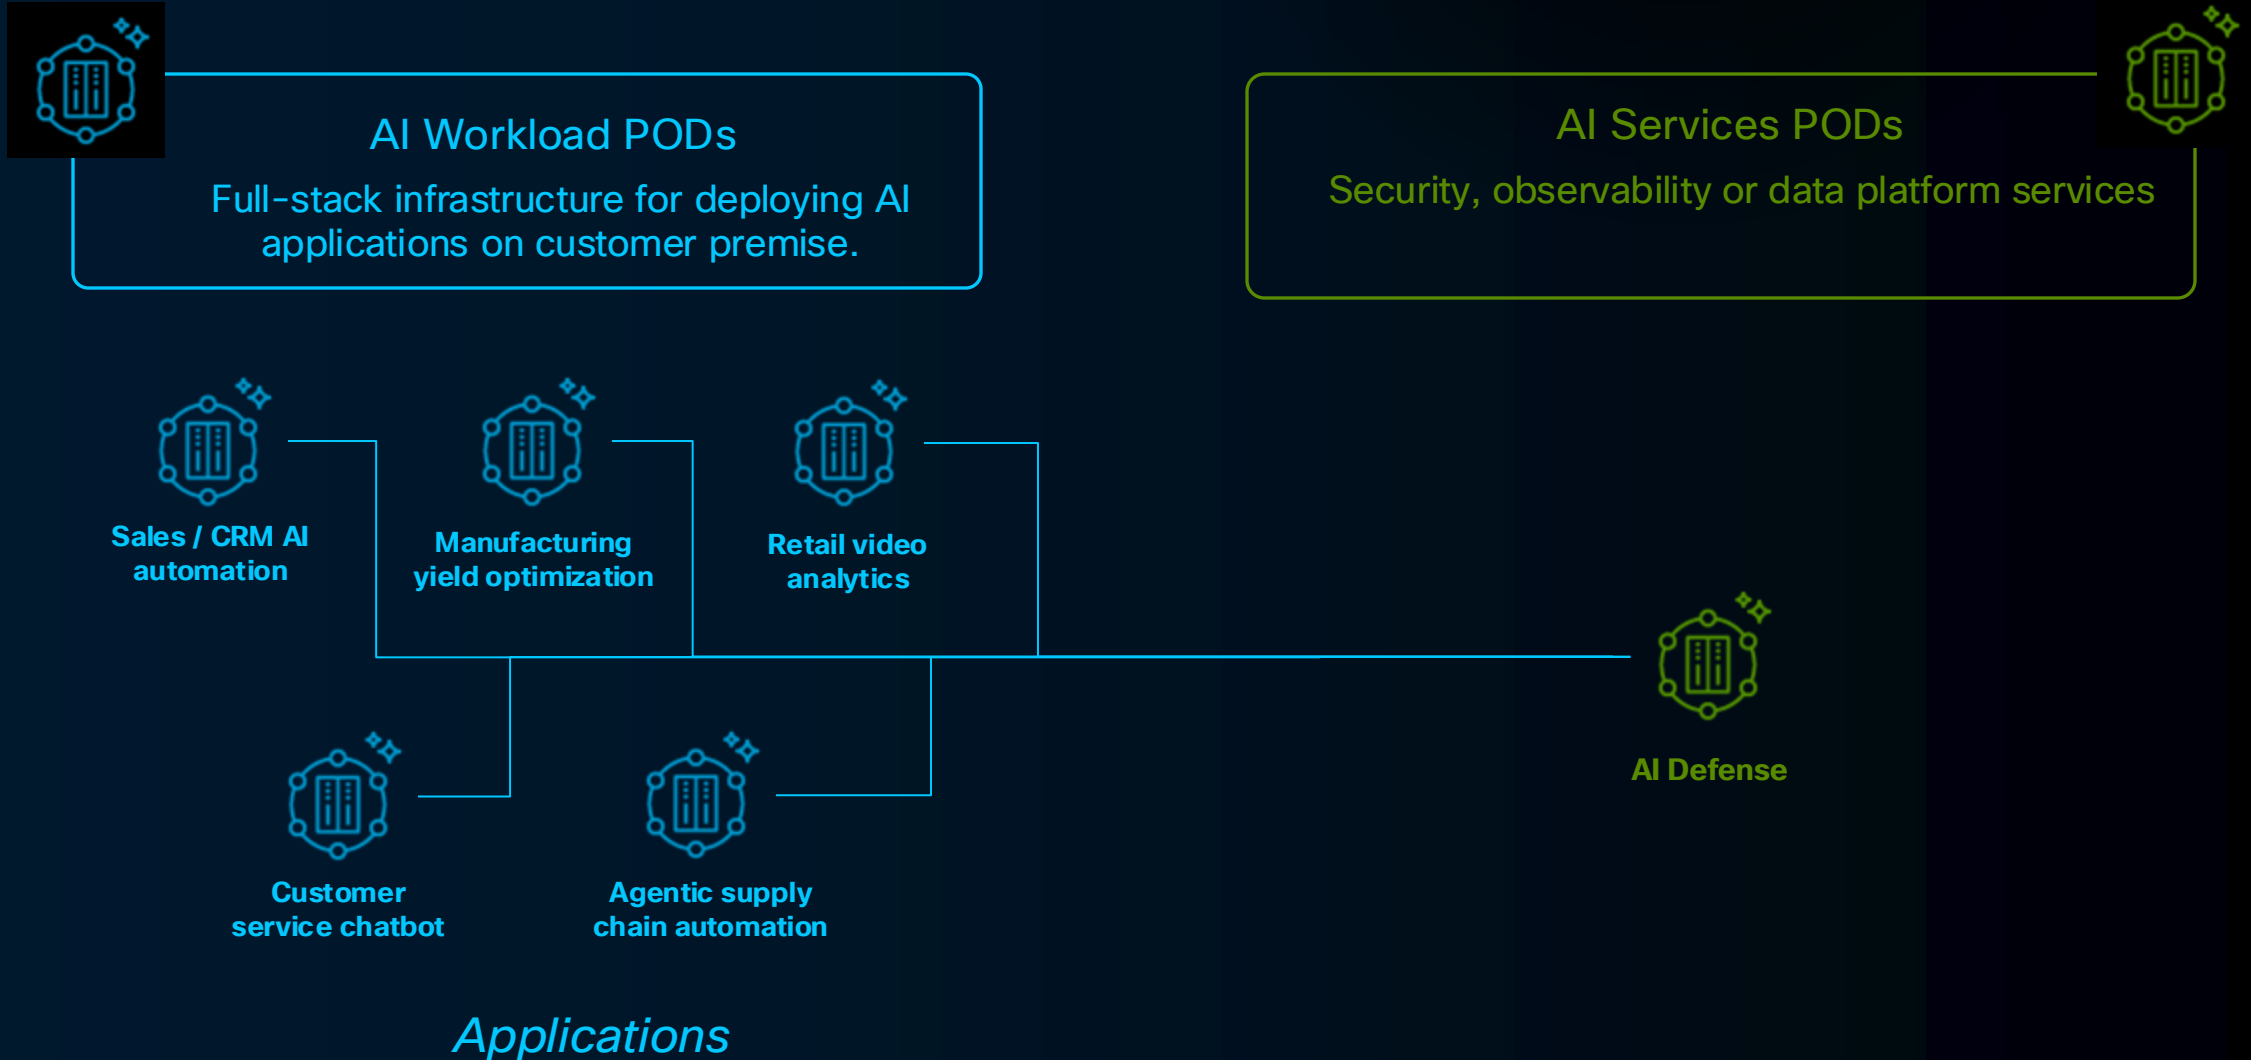 AI Workload PODs
Full-stack infrastructure for deploying AI
applications on customer premise.
AI Services PODs
Security, observability or data platform services
Sales / CRM AI
automation
Manufacturing
yield optimization
Retail video
analytics
AI Defense
Customer
service chatbot
Agentic supply
chain automation
Applications